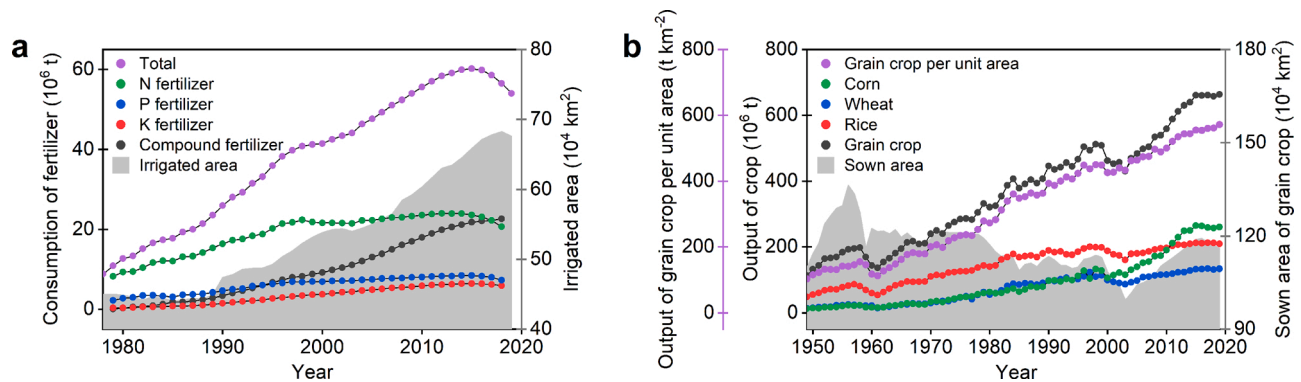 a
Consumption of fertilizer (10⁶ t)
60
40
20
0
Total
N fertilizer
P fertilizer
K fertilizer
Compound fertilizer
Irrigated area
80
70
60
50
40
Irrigated area (10⁴ km²)
1980 1990 2000 2010 2020
Year
b
Output of grain crop per unit area (t km⁻²)
800
600
400
200
0
Output of crop (10⁶ t)
800
600
400
200
0
Grain crop per unit area
Corn
Wheat
Rice
Grain crop
Sown area
180
150
120
90
Sown area of grain crop (10⁴ km²)
1950 1960 1970 1980 1990 2000 2010 2020
Year